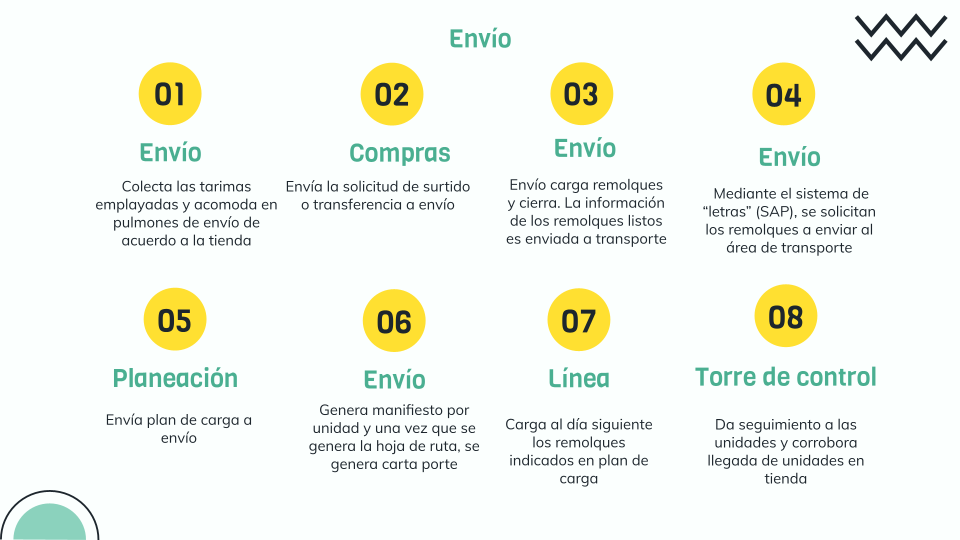 Envío
01
Envío
Colecta las tarimas
emplayadas y acomoda en
pulmones de envío de
acuerdo a la tienda
02
Compras
Envía la solicitud de surtido
o transferencia a envío
03
Envío
Envío carga remolques
y cierra. La información
de los remolques listos
es enviada a transporte
04
Envío
Mediante el sistema de
“letras” (SAP), se solicitan
los remolques a enviar al
área de transporte
05
Planeación
Envía plan de carga a
envío
06
Envío
Genera manifiesto por
unidad y una vez que se
genera la hoja de ruta, se
genera carta porte
07
Línea
Carga al día siguiente
los remolques
indicados en plan de
carga
08
Torre de control
Da seguimiento a las
unidades y corrobora
llegada de unidades en
tienda